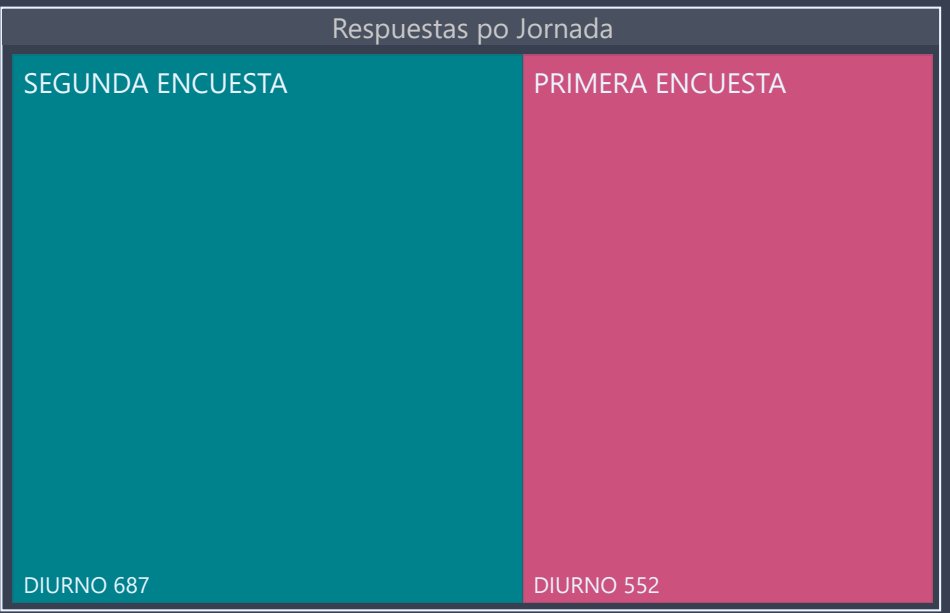 Respuestas po Jornada
SEGUNDA ENCUESTA
DIURNO 687
PRIMERA ENCUESTA
DIURNO 552